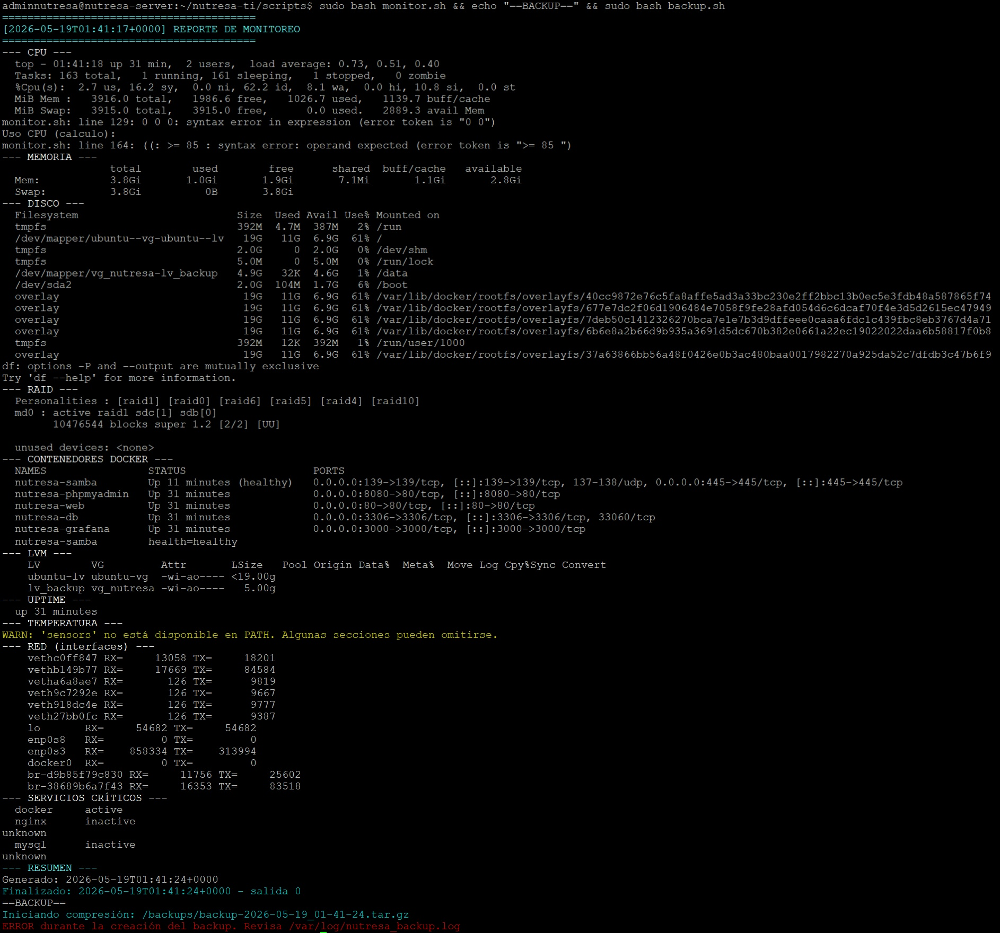 adminnutresa@nutresa-server:~/nutresa-ti/scripts$ sudo bash monitor.sh && echo "==BACKUP==" && sudo bash backup.sh
========================================
[2026-05-19T01:41:17+0000] REPORTE DE MONITOREO
========================================
--- CPU ---
  top - 01:41:18 up 31 min,  2 users,  load average: 0.73, 0.51, 0.40
  Tasks: 163 total,   1 running, 161 sleeping,   1 stopped,   0 zombie
  %Cpu(s):  2.7 us, 16.2 sy,  0.0 ni, 62.2 id,  8.1 wa,  0.0 hi, 10.8 si,  0.0 st
  MiB Mem :   3916.0 total,   1986.6 free,   1026.7 used,   1139.7 buff/cache
  MiB Swap:   3915.0 total,   3915.0 free,      0.0 used.   2889.3 avail Mem
monitor.sh: line 129: 0 0 0: syntax error in expression (error token is "0 0")
Uso CPU (calculo):
monitor.sh: line 164: ((: >= 85 : syntax error: operand expected (error token is ">= 85 ")
--- MEMORIA ---
                 total        used        free      shared  buff/cache   available
  Mem:           3.8Gi       1.0Gi       1.9Gi       7.1Mi       1.1Gi       2.8Gi
  Swap:          3.8Gi          0B       3.8Gi
--- DISCO ---
  Filesystem                         Size  Used Avail Use% Mounted on
  tmpfs                              392M  4.7M  387M   2% /run
  /dev/mapper/ubuntu--vg-ubuntu--lv   19G   11G  6.9G  61% /
  tmpfs                              2.0G     0  2.0G   0% /dev/shm
  tmpfs                              5.0M     0  5.0M   0% /run/lock
  /dev/mapper/vg_nutresa-lv_backup   4.9G   32K  4.6G   1% /data
  /dev/sda2                          2.0G  104M  1.7G   6% /boot
  overlay                             19G   11G  6.9G  61% /var/lib/docker/rootfs/overlayfs/40cc9872e76c5fa8affe5ad3a33bc230e2ff2bbc13b0ec5e3fdb48a587865f74
  overlay                             19G   11G  6.9G  61% /var/lib/docker/rootfs/overlayfs/677e7dc2f06d1906484e7058f9fe28afd054d6c6dcaf70f4e3d5d2615ec47949
  overlay                             19G   11G  6.9G  61% /var/lib/docker/rootfs/overlayfs/7deb50c1412326270bca7e1e7b3d9dffeee0caaa6fdc1c439fbc8eb3767d4a71
  overlay                             19G   11G  6.9G  61% /var/lib/docker/rootfs/overlayfs/6b6e8a2b66d9b935a3691d5dc670b382e0661a22ec19022022daa6b58817f0b8
  tmpfs                              392M   12K  392M   1% /run/user/1000
  overlay                             19G   11G  6.9G  61% /var/lib/docker/rootfs/overlayfs/37a63866bb56a48f0426e0b3ac480baa0017982270a925da52c7dfdb3c47b6f9
df: options -P and --output are mutually exclusive
Try 'df --help' for more information.
--- RAID ---
  Personalities : [raid1] [raid0] [raid6] [raid5] [raid4] [raid10]
  md0 : active raid1 sdc[1] sdb[0]
        10476544 blocks super 1.2 [2/2] [UU]
  unused devices: <none>
--- CONTENEDORES DOCKER ---
  NAMES                STATUS                    PORTS
  nutresa-samba        Up 11 minutes (healthy)   0.0.0.0:139->139/tcp, [::]:139->139/tcp, 137-138/udp, 0.0.0.0:445->445/tcp, [::]:445->445/tcp
  nutresa-phpmyadmin   Up 31 minutes             0.0.0.0:8080->80/tcp, [::]:8080->80/tcp
  nutresa-web          Up 31 minutes             0.0.0.0:80->80/tcp, [::]:80->80/tcp
  nutresa-db           Up 31 minutes             0.0.0.0:3306->3306/tcp, [::]:3306->3306/tcp, 33060/tcp
  nutresa-grafana      Up 31 minutes             0.0.0.0:3000->3000/tcp, [::]:3000->3000/tcp
  nutresa-samba        health=healthy
--- LVM ---
    LV        VG         Attr       LSize   Pool Origin Data%  Meta%  Move Log Cpy%Sync Convert
    ubuntu-lv ubuntu-vg  -wi-ao---- <19.00g
    lv_backup vg_nutresa -wi-ao----   5.00g
--- UPTIME ---
  up 31 minutes
--- TEMPERATURA ---
WARN: 'sensors' no está disponible en PATH. Algunas secciones pueden omitirse.
--- RED (interfaces) ---
    vethc0ff847 RX=     13058 TX=     18201
    vethb149b77 RX=     17669 TX=     84584
    vetha6a8ae7 RX=       126 TX=      9819
    veth9c7292e RX=       126 TX=      9667
    veth918dc4e RX=       126 TX=      9777
    veth27bb0fc RX=       126 TX=      9387
    lo       RX=     54682 TX=     54682
    enp0s8   RX=         0 TX=         0
    enp0s3   RX=    858334 TX=    313994
    docker0  RX=         0 TX=         0
    br-d9b85f79c830 RX=     11756 TX=     25602
    br-38689b6a7f43 RX=     16353 TX=     83518
--- SERVICIOS CRÍTICOS ---
  docker     active
  nginx      inactive
unknown
  mysql      inactive
unknown
--- RESUMEN ---
Generado: 2026-05-19T01:41:24+0000
Finalizado: 2026-05-19T01:41:24+0000 - salida 0
==BACKUP==
Iniciando compresión: /backups/backup-2026-05-19_01-41-24.tar.gz
ERROR durante la creación del backup. Revisa /var/log/nutresa_backup.log